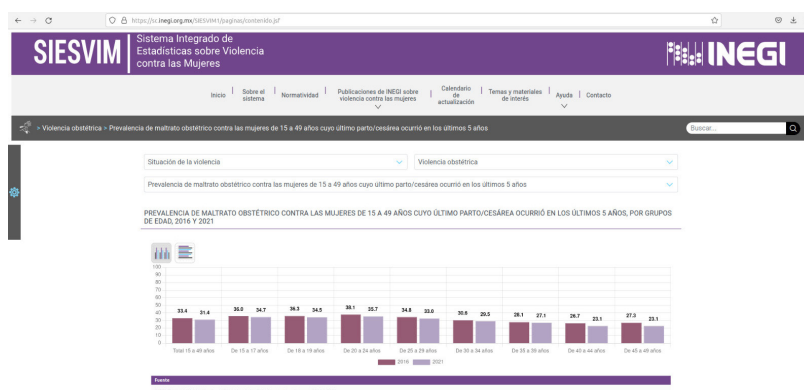 https://sc.inegi.org.mx/SIESVIM1/paginas/contenido.jsf
SIESVIM
Sistema Integrado de
Estadísticas sobre Violencia
contra las Mujeres
INEGI
Inicio
Sobre el
sistema
Normatividad
Publicaciones de INEGI sobre
violencia contra las mujeres
Calendario
de
actualización
Temas y materiales
de interés
Ayuda
Contacto
> Violencia obstétrica > Prevalencia de maltrato obstétrico contra las mujeres de 15 a 49 años cuyo último parto/cesárea ocurrió en los últimos 5 años
Buscar...
Situación de la violencia
Violencia obstétrica
Prevalencia de maltrato obstétrico contra las mujeres de 15 a 49 años cuyo último parto/cesárea ocurrió en los últimos 5 años
PREVALENCIA DE MALTRATO OBSTÉTRICO CONTRA LAS MUJERES DE 15 A 49 AÑOS CUYO ÚLTIMO PARTO/CESÁREA OCURRIÓ EN LOS ÚLTIMOS 5 AÑOS, POR GRUPOS
DE EDAD, 2016 Y 2021
100
90
80
70
60
50
40
30
20
10
0
33.4 31.4 36.0 34.7 36.3 34.5 38.1 35.7 34.8 33.0 30.6 29.5 28.1 27.1 26.7 23.1 27.3 23.1
Total 15 a 49 años De 15 a 17 años De 18 a 19 años De 20 a 24 años De 25 a 29 años De 30 a 34 años De 35 a 39 años De 40 a 44 años De 45 a 49 años
2016 2021
Fuente